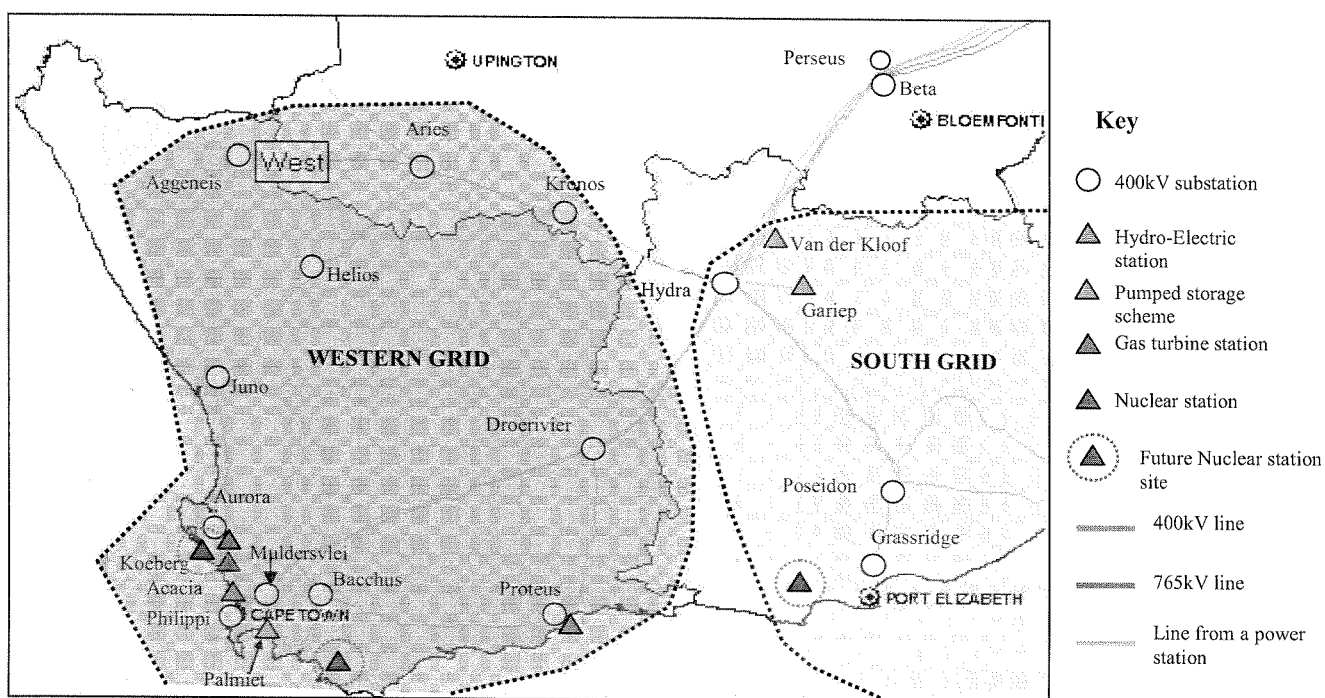 UPINGTON
Perseus
Beta
BLOEMFONTI
Aries
West
Aggeneis
Kronos
Van der Kloof
Helios
Hydra
Gariep
WESTERN GRID
SOUTH GRID
Juno
Droerivier
Poseidon
Aurora
Grassridge
Koeberg
Muldersvlei
Acacia
Bacchus
Proteus
Philippi
CAPE TOWN
PORT ELIZABETH
Palmiet
Key
400kV substation
Hydro-Electric
station
Pumped storage
scheme
Gas turbine station
Nuclear station
Future Nuclear station
site
400kV line
765kV line
Line from a power
station